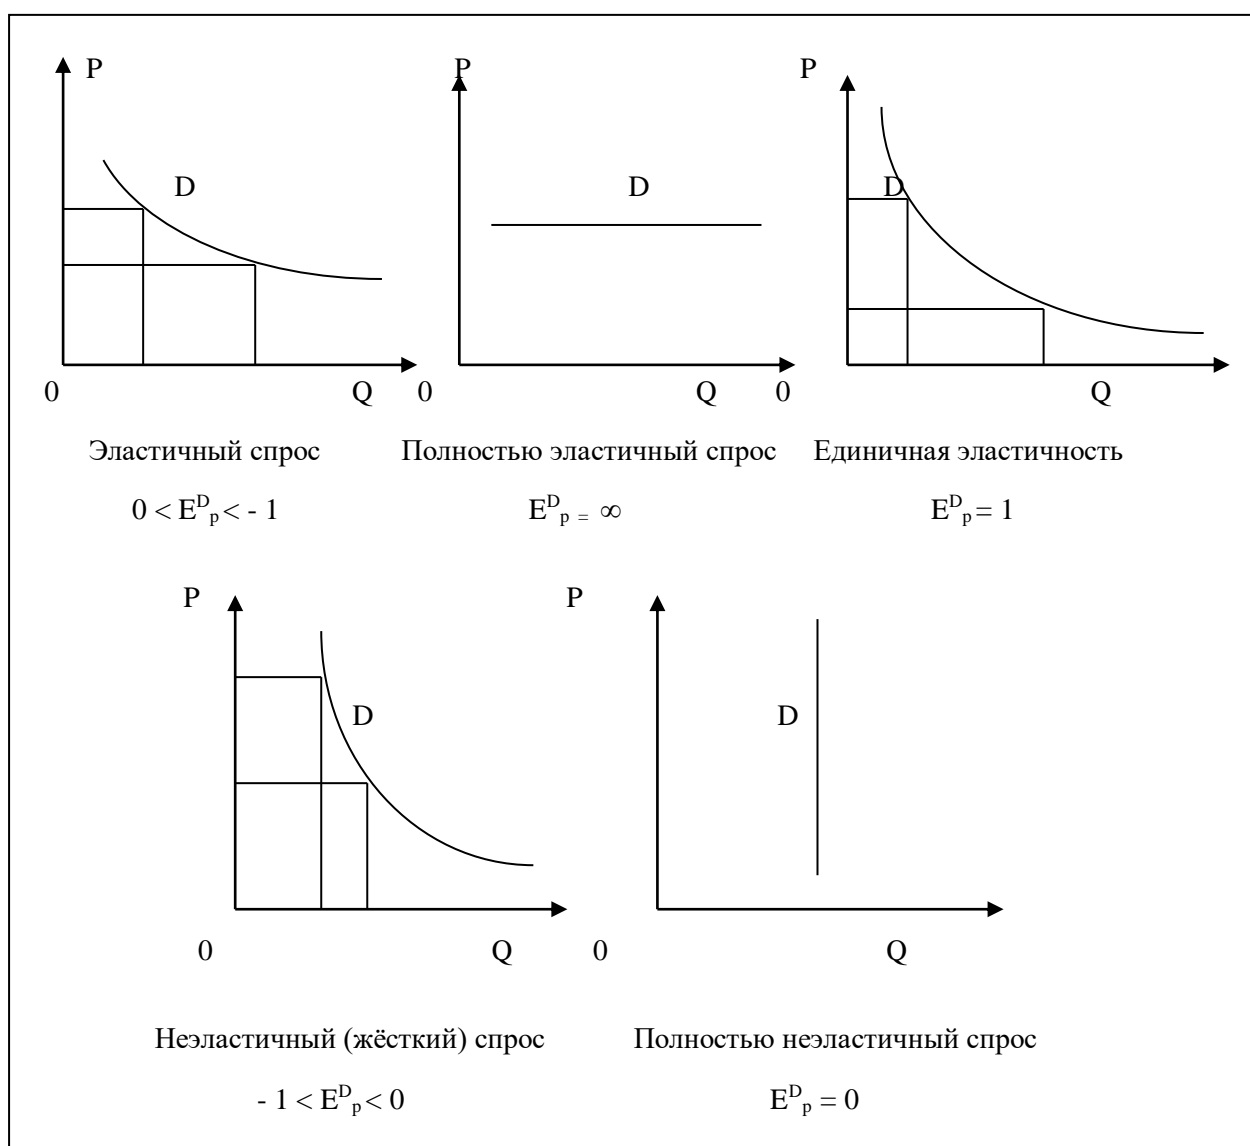 P P P
D D D
0 Q 0 Q 0 Q
Эластичный спрос Полностью эластичный спрос Единичная эластичность
0 < E^D_p < - 1 E^D_p = ∞ E^D_p = 1
P P
D D
0 Q 0 Q
Неэластичный (жёсткий) спрос Полностью неэластичный спрос
- 1 < E^D_p < 0 E^D_p = 0